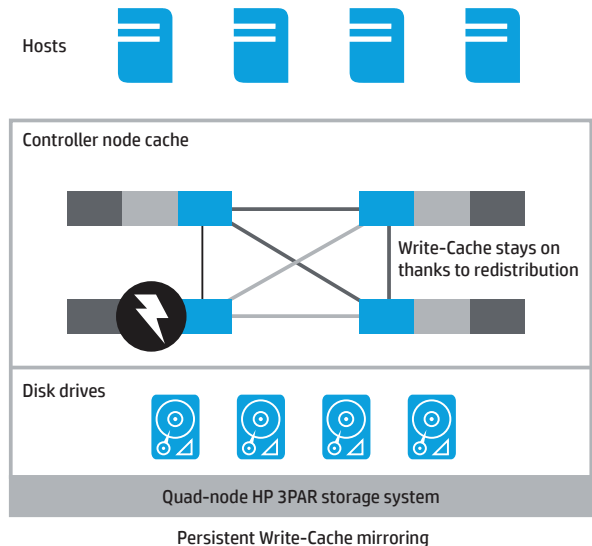 Hosts
Controller node cache
Write-Cache stays on
thanks to redistribution
Disk drives
Quad-node HP 3PAR storage system
Persistent Write-Cache mirroring